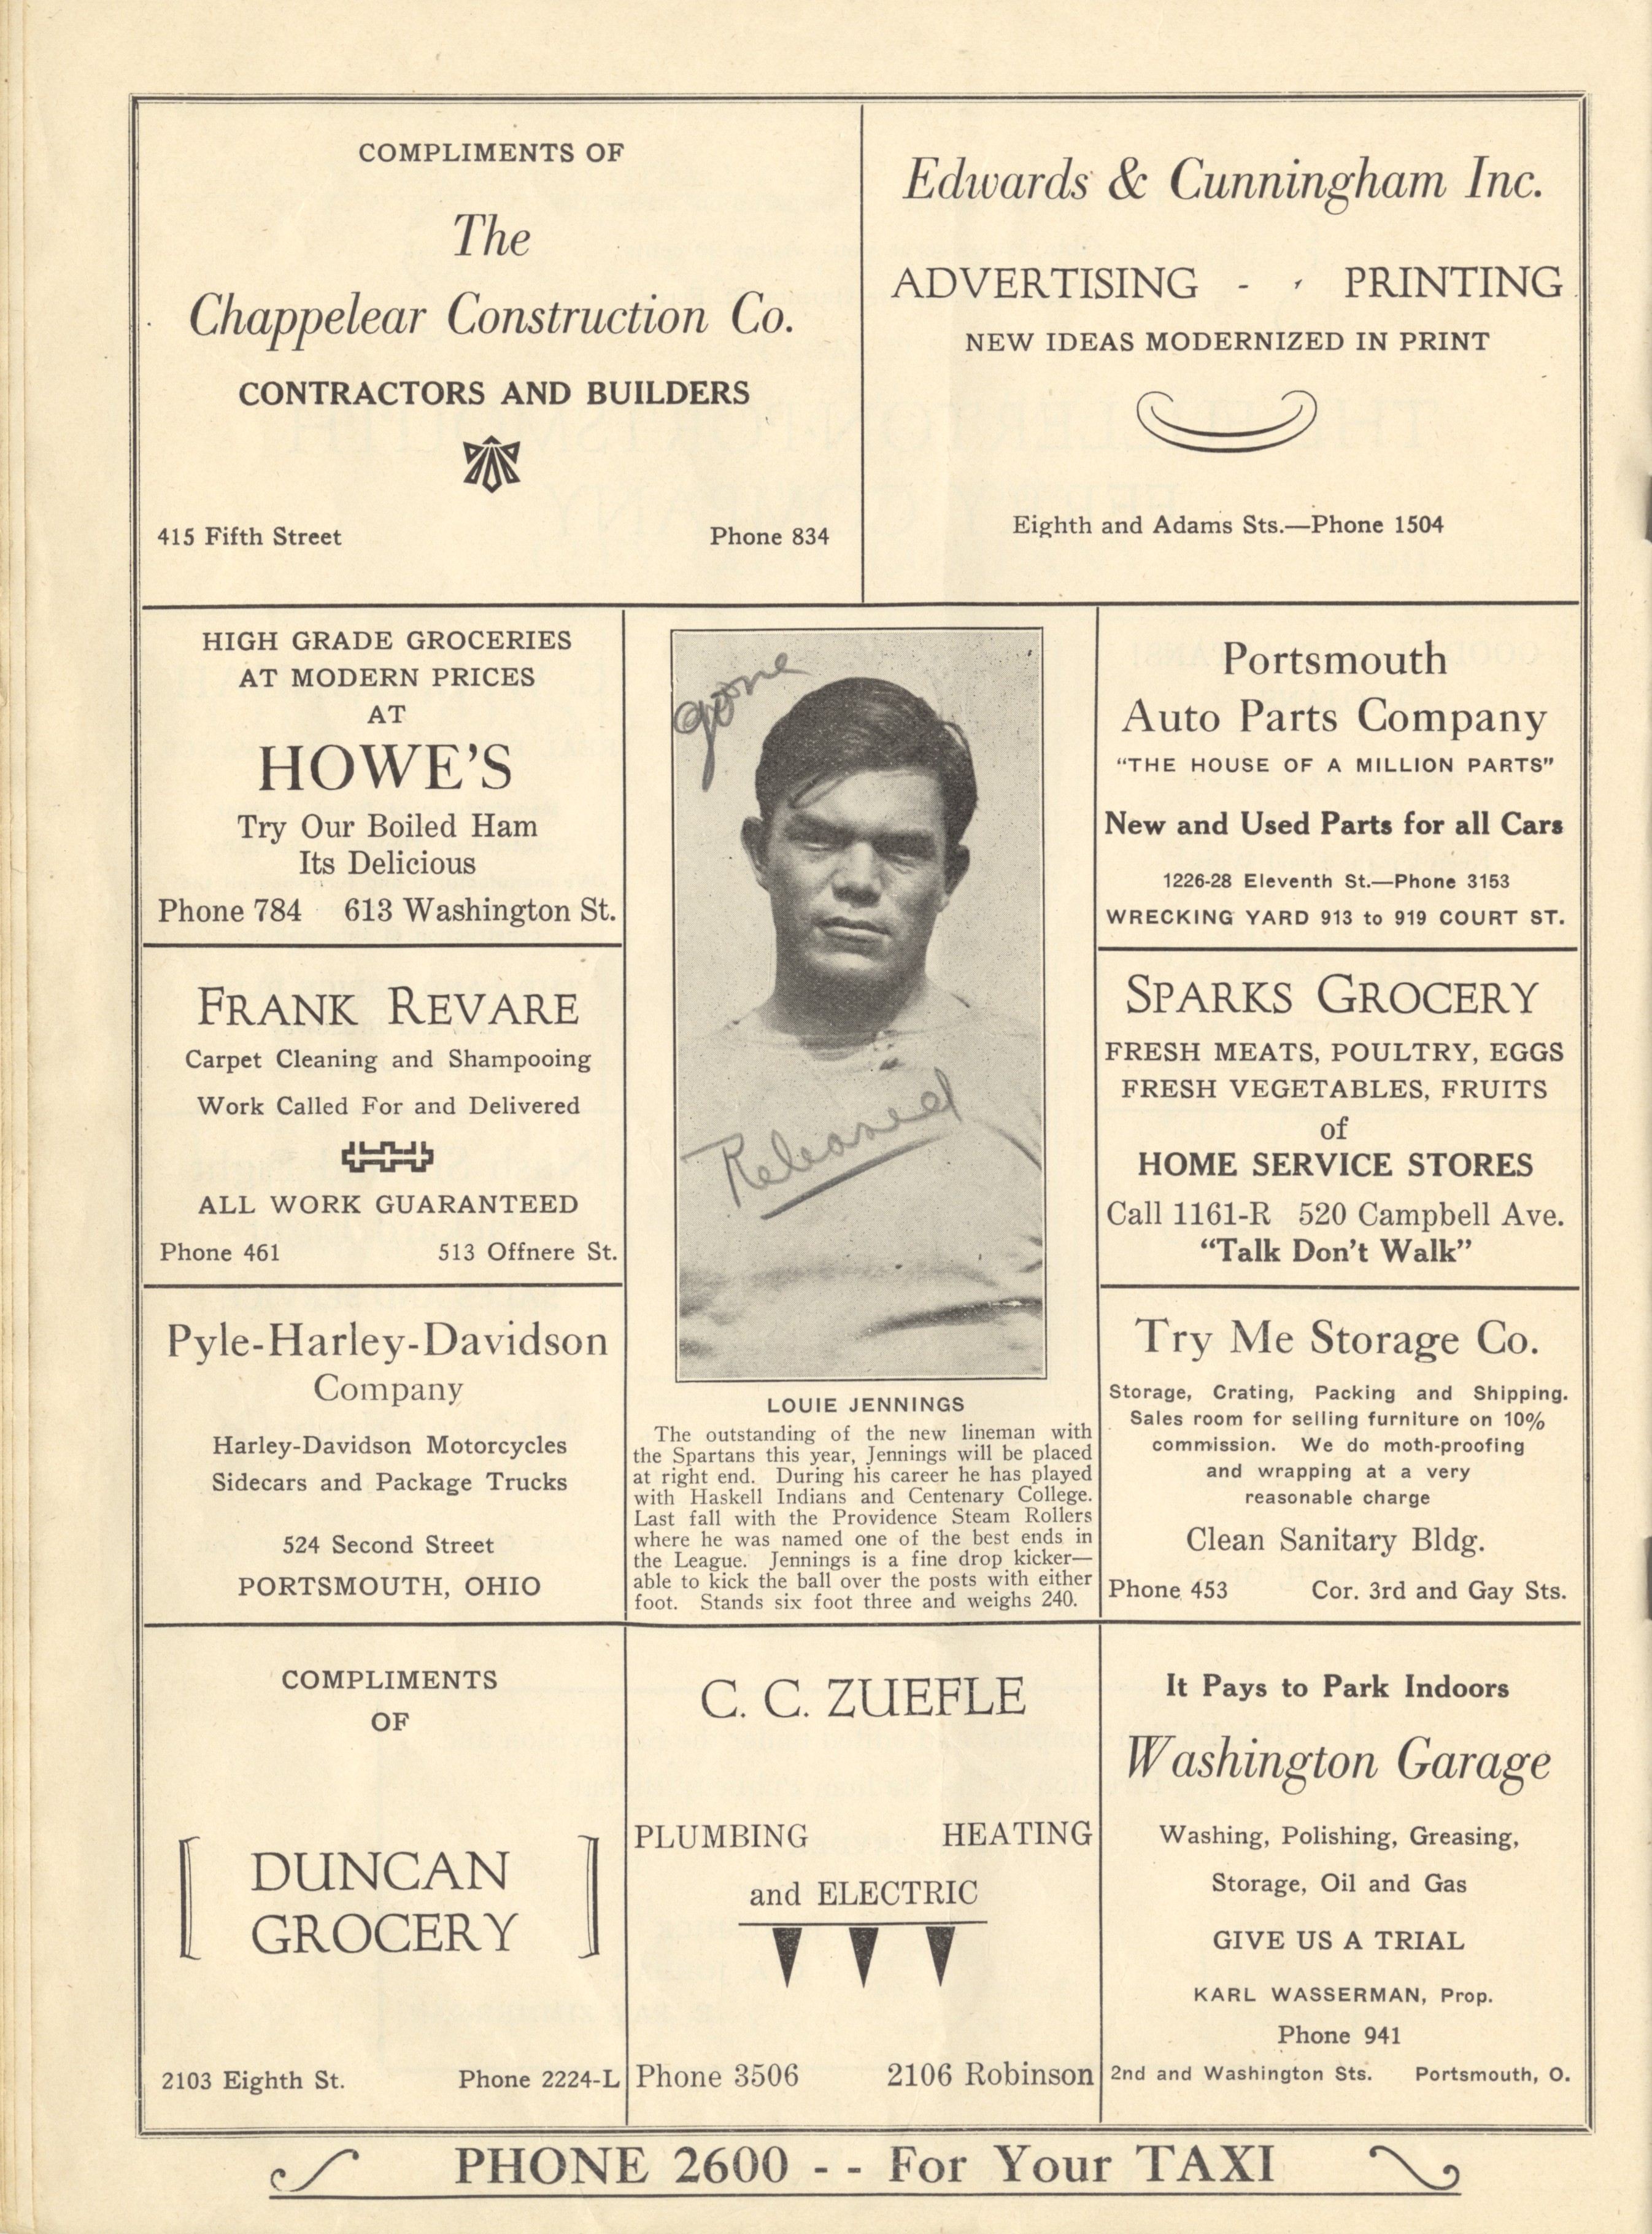 COMPLIMENTS OF
The
Chappelear Construction Co.
CONTRACTORS AND BUILDERS
415 Fifth Street Phone 834
Edwards & Cunningham Inc.
ADVERTISING - - PRINTING
NEW IDEAS MODERNIZED IN PRINT
Eighth and Adams Sts.—Phone 1504
HIGH GRADE GROCERIES
AT MODERN PRICES
AT
HOWE'S
Try Our Boiled Ham
Its Delicious
Phone 784 613 Washington St.
FRANK REVARE
Carpet Cleaning and Shampooing
Work Called For and Delivered
ALL WORK GUARANTEED
Phone 461 513 Offnere St.
Pyle-Harley-Davidson
Company
Harley-Davidson Motorcycles
Sidecars and Package Trucks
524 Second Street
PORTSMOUTH, OHIO
gone
Released
LOUIE JENNINGS
The outstanding of the new lineman with
the Spartans this year, Jennings will be placed
at right end. During his career he has played
with Haskell Indians and Centenary College.
Last fall with the Providence Steam Rollers
where he was named one of the best ends in
the League. Jennings is a fine drop kicker—
able to kick the ball over the posts with either
foot. Stands six foot three and weighs 240.
Portsmouth
Auto Parts Company
"THE HOUSE OF A MILLION PARTS"
New and Used Parts for all Cars
1226-28 Eleventh St.—Phone 3153
WRECKING YARD 913 to 919 COURT ST.
SPARKS GROCERY
FRESH MEATS, POULTRY, EGGS
FRESH VEGETABLES, FRUITS
of
HOME SERVICE STORES
Call 1161-R 520 Campbell Ave.
"Talk Don't Walk"
Try Me Storage Co.
Storage, Crating, Packing and Shipping.
Sales room for selling furniture on 10%
commission. We do moth-proofing
and wrapping at a very
reasonable charge
Clean Sanitary Bldg.
Phone 453 Cor. 3rd and Gay Sts.
COMPLIMENTS
OF
DUNCAN
GROCERY
2103 Eighth St. Phone 2224-L
C. C. ZUEFLE
PLUMBING HEATING
and ELECTRIC
Phone 3506 2106 Robinson
It Pays to Park Indoors
Washington Garage
Washing, Polishing, Greasing,
Storage, Oil and Gas
GIVE US A TRIAL
KARL WASSERMAN, Prop.
Phone 941
2nd and Washington Sts. Portsmouth, O.
PHONE 2600 - - For Your TAXI